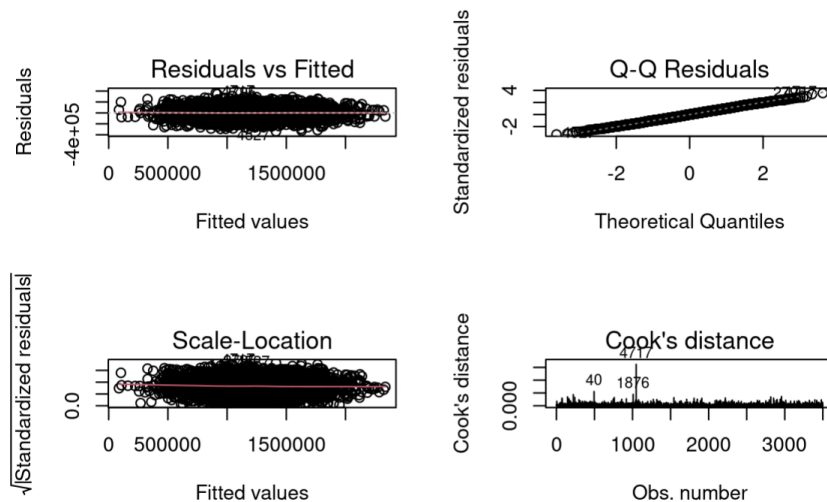 Residuals vs Fitted
Residuals
-4e+05
0 500000 1500000
Fitted values
Q-Q Residuals
Standardized residuals
4
-2
-2 0 2
Theoretical Quantiles
Scale-Location
√|Standardized residuals|
0.0
0 500000 1500000
Fitted values
Cook's distance
Cook's distance
4717
40
1876
0.000
0 1000 2000 3000
Obs. number